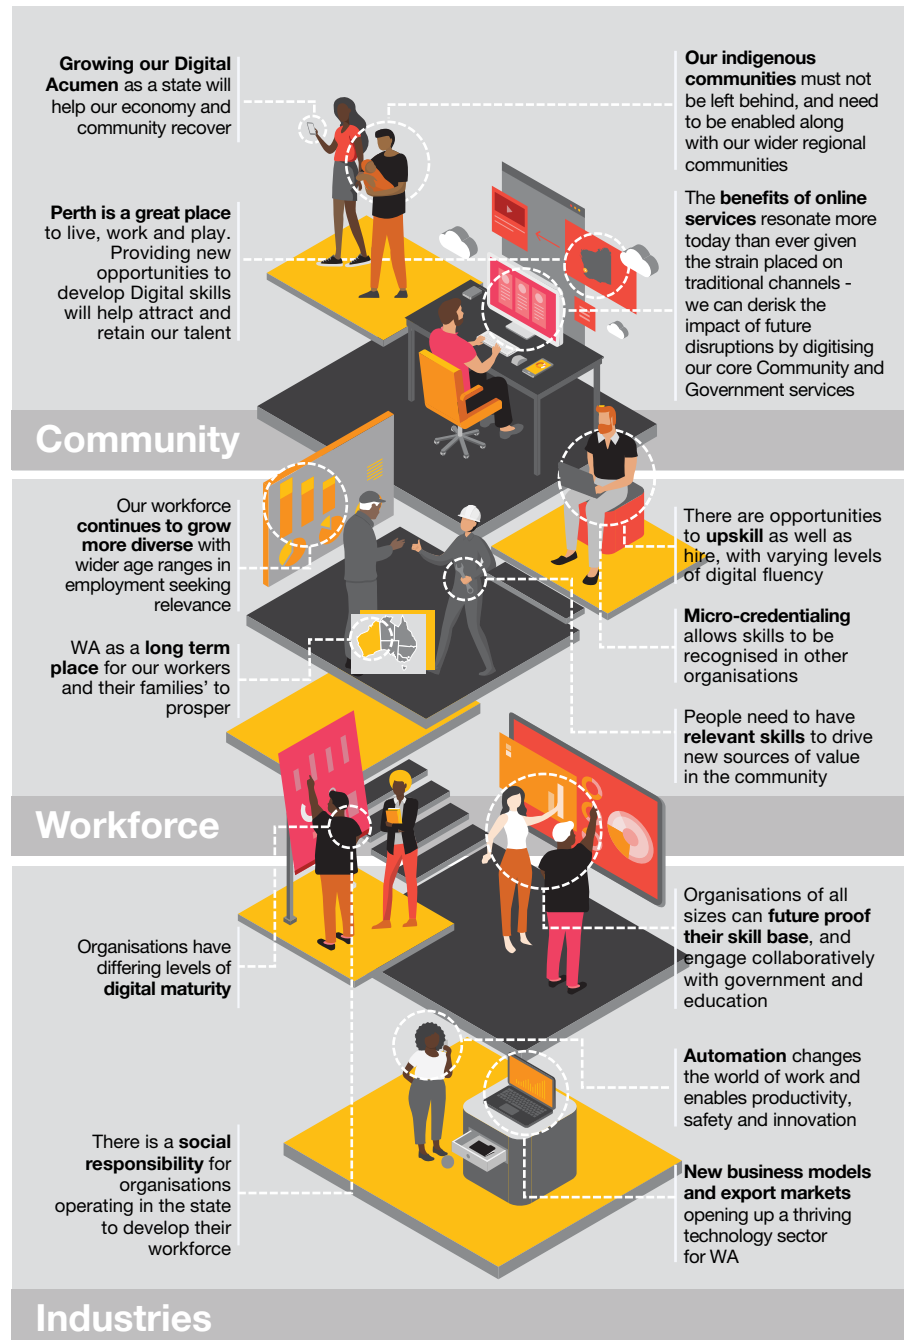 Growing our Digital
Acumen as a state will
help our economy and
community recover
Our indigenous
communities must not
be left behind, and need
to be enabled along
with our wider regional
communities
Perth is a great place
to live, work and play.
Providing new
opportunities to
develop Digital skills
will help attract and
retain our talent
The benefits of online
services resonate more
today than ever given
the strain placed on
traditional channels -
we can derisk the
impact of future
disruptions by digitising
our core Community and
Government services
Community
Our workforce
continues to grow
more diverse with
wider age ranges in
employment seeking
relevance
There are opportunities
to upskill as well as
hire, with varying levels
of digital fluency
WA as a long term
place for our workers
and their families’ to
prosper
Micro-credentialing
allows skills to be
recognised in other
organisations
People need to have
relevant skills to drive
new sources of value
in the community
Workforce
Organisations have
differing levels of
digital maturity
Organisations of all
sizes can future proof
their skill base, and
engage collaboratively
with government and
education
Automation changes
the world of work and
enables productivity,
safety and innovation
There is a social
responsibility for
organisations
operating in the state
to develop their
workforce
New business models
and export markets
opening up a thriving
technology sector
for WA
Industries